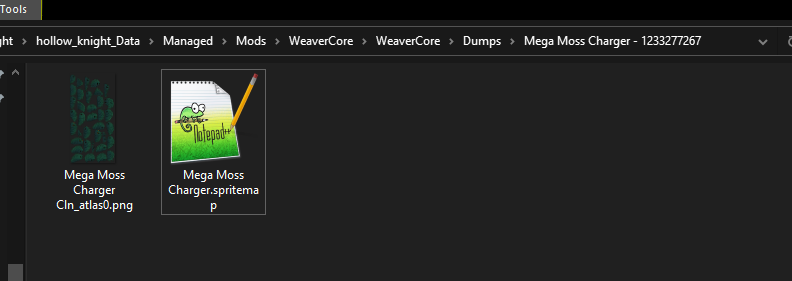 Tools
ght > hollow_knight_Data > Managed > Mods > WeaverCore > WeaverCore > Dumps > Mega Moss Charger - 1233277267
Notepad++
Mega Moss
Charger
Cln_atlas0.png
Mega Moss
Charger.spritema
p